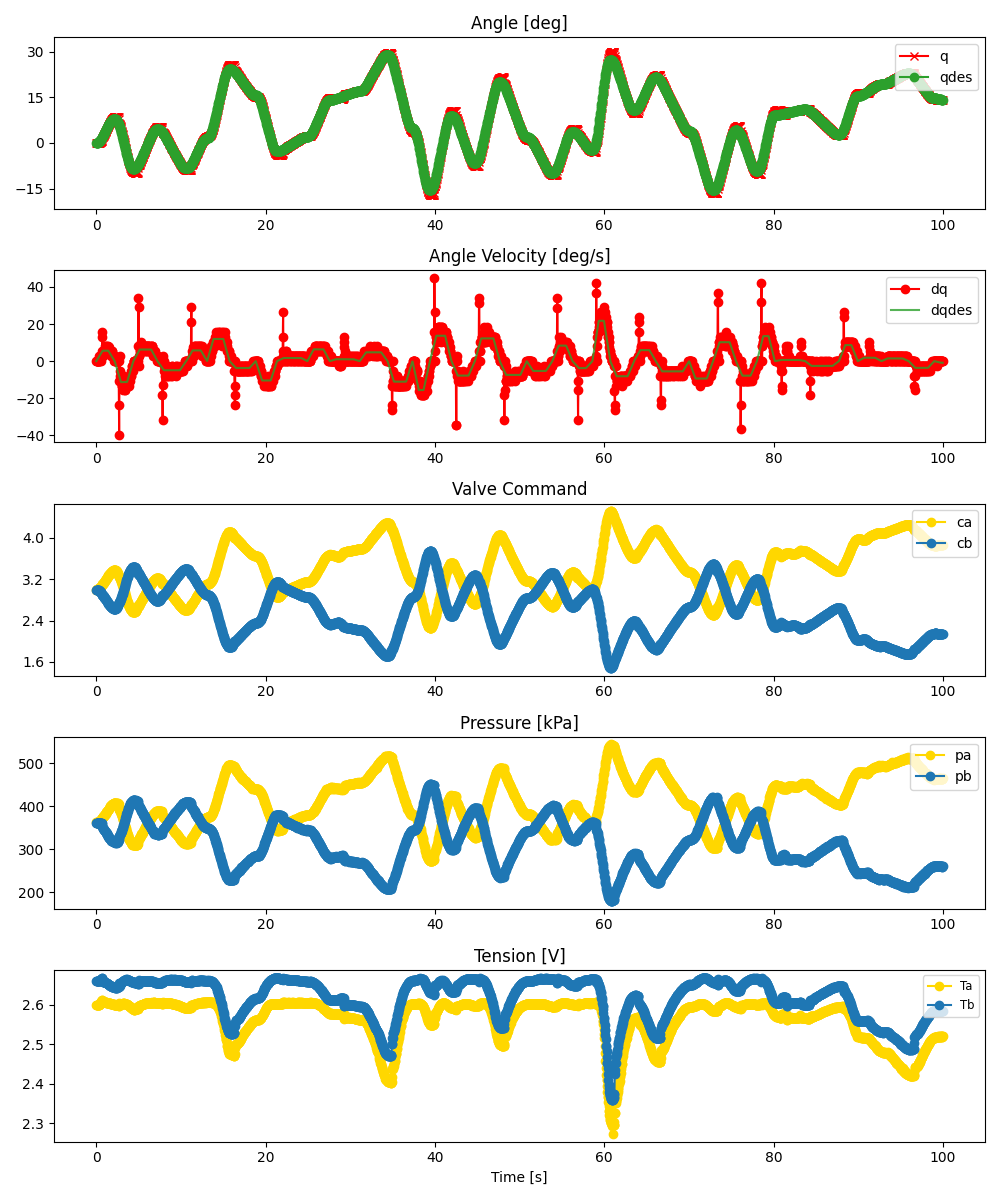 Angle [deg]
30
15
0
−15
q
qdes
0 20 40 60 80 100
Angle Velocity [deg/s]
40
20
0
−20
−40
dq
dqdes
0 20 40 60 80 100
Valve Command
4.0
3.2
2.4
1.6
ca
cb
0 20 40 60 80 100
Pressure [kPa]
500
400
300
200
pa
pb
0 20 40 60 80 100
Tension [V]
2.6
2.5
2.4
2.3
Ta
Tb
0 20 40 60 80 100
Time [s]